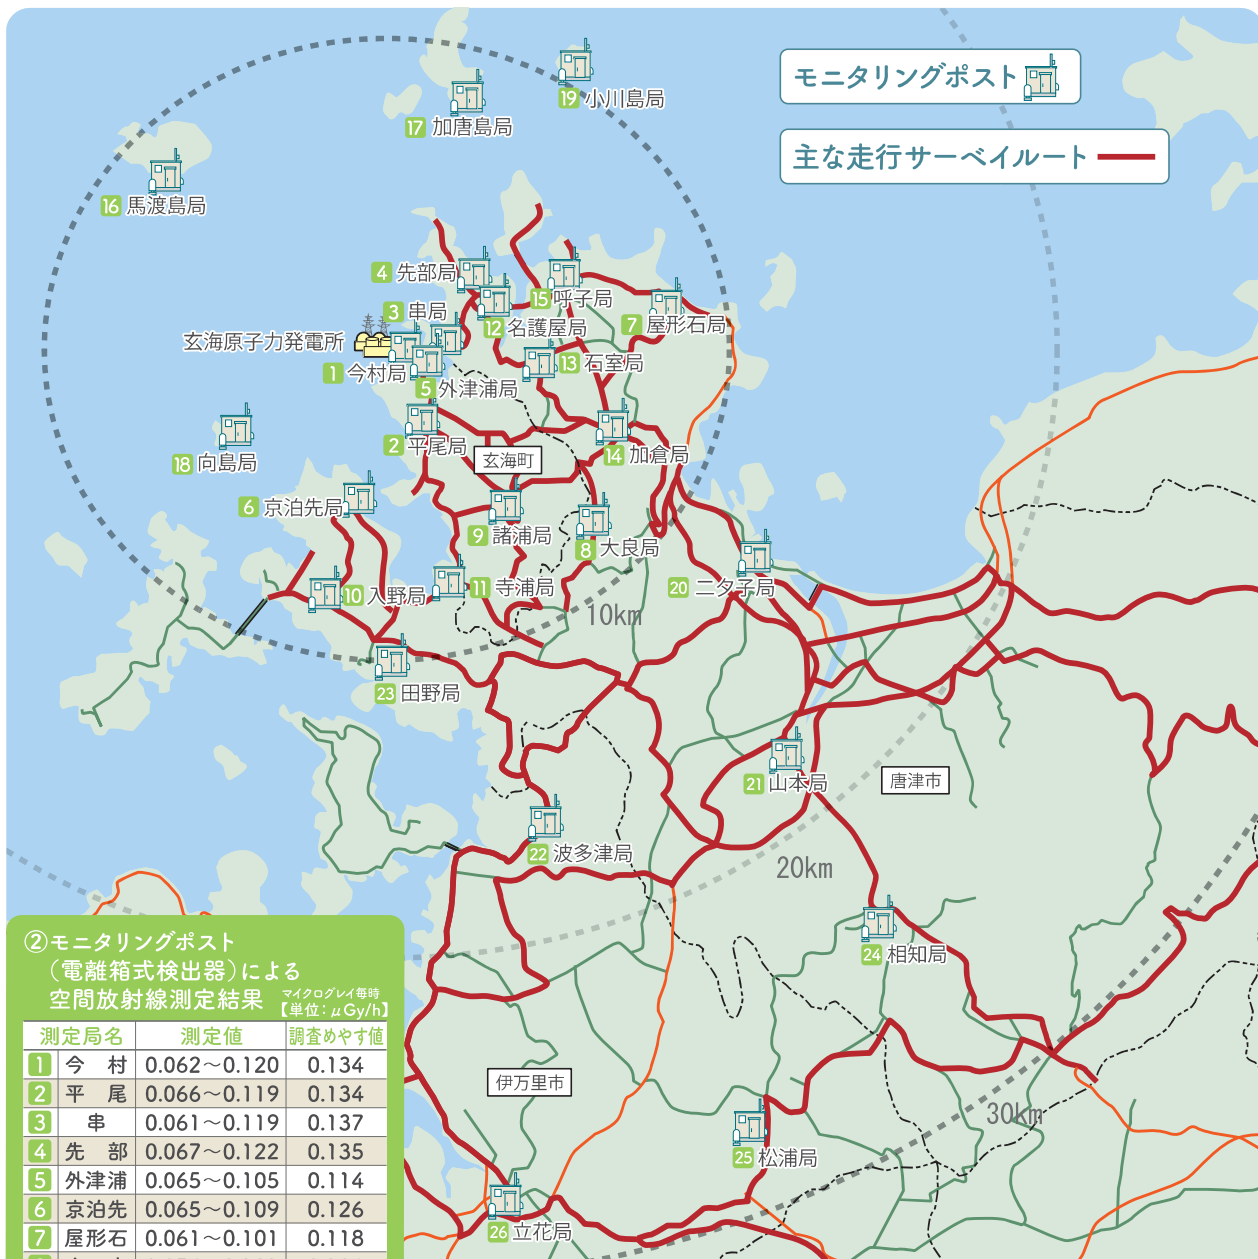 モニタリングポスト
主な走行サーベイルート
19 小川島局
17 加唐島局
16 馬渡島局
4 先部局
15 呼子局
3 串局
12 名護屋局
7 屋形石局
玄海原子力発電所
13 石室局
1 今村局
5 外津浦局
2 平尾局
14 加倉局
玄海町
18 向島局
6 京泊先局
9 諸浦局
8 大良局
10 入野局
11 寺浦局
20 二タ子局
10km
23 田野局
21 山本局
唐津市
22 波多津局
20km
24 相知局
伊万里市
30km
25 松浦局
26 立花局
②モニタリングポスト
（電離箱式検出器）による
空間放射線測定結果
マイクログレイ毎時
【単位：μGy/h】
測定局名 測定値 調査めやす値
1 今 村 0.062～0.120 0.134
2 平 尾 0.066～0.119 0.134
3 串 0.061～0.119 0.137
4 先 部 0.067～0.122 0.135
5 外津浦 0.065～0.105 0.114
6 京泊先 0.065～0.109 0.126
7 屋形石 0.061～0.101 0.118